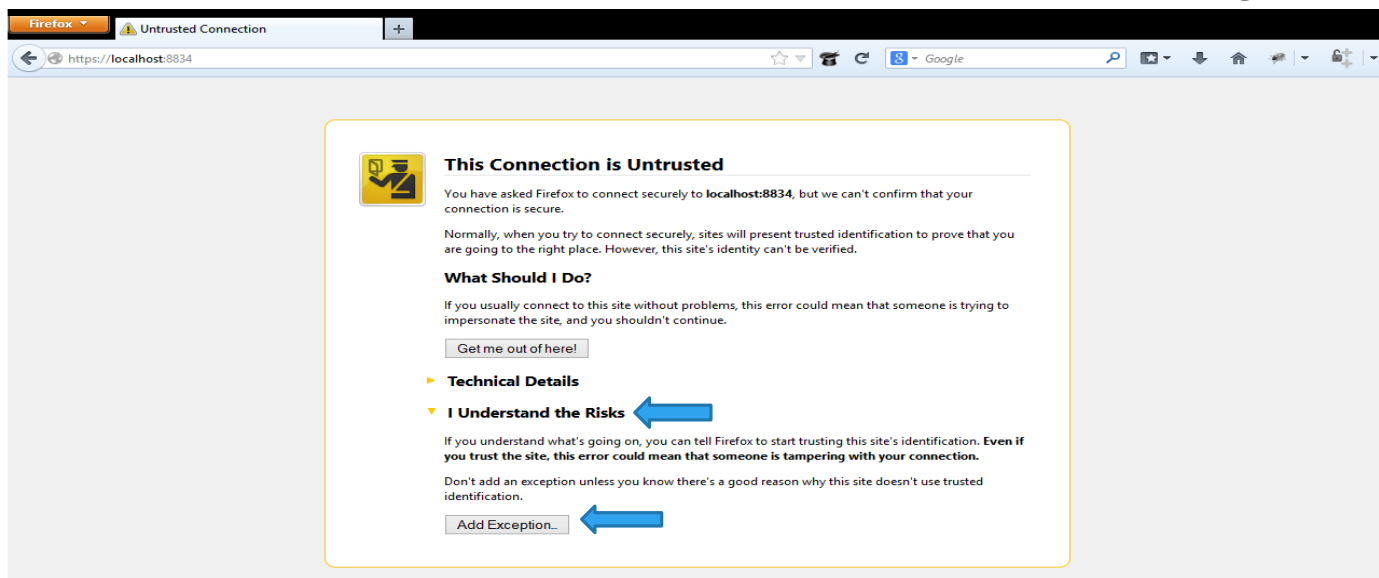 Firefox
Untrusted Connection
+
https://localhost:8834
8
Google
This Connection is Untrusted
You have asked Firefox to connect securely to localhost:8834, but we can't confirm that your
connection is secure.
Normally, when you try to connect securely, sites will present trusted identification to prove that you
are going to the right place. However, this site's identity can't be verified.
What Should I Do?
If you usually connect to this site without problems, this error could mean that someone is trying to
impersonate the site, and you shouldn't continue.
Get me out of here!
Technical Details
I Understand the Risks
If you understand what's going on, you can tell Firefox to start trusting this site's identification. Even if
you trust the site, this error could mean that someone is tampering with your connection.
Don't add an exception unless you know there's a good reason why this site doesn't use trusted
identification.
Add Exception...